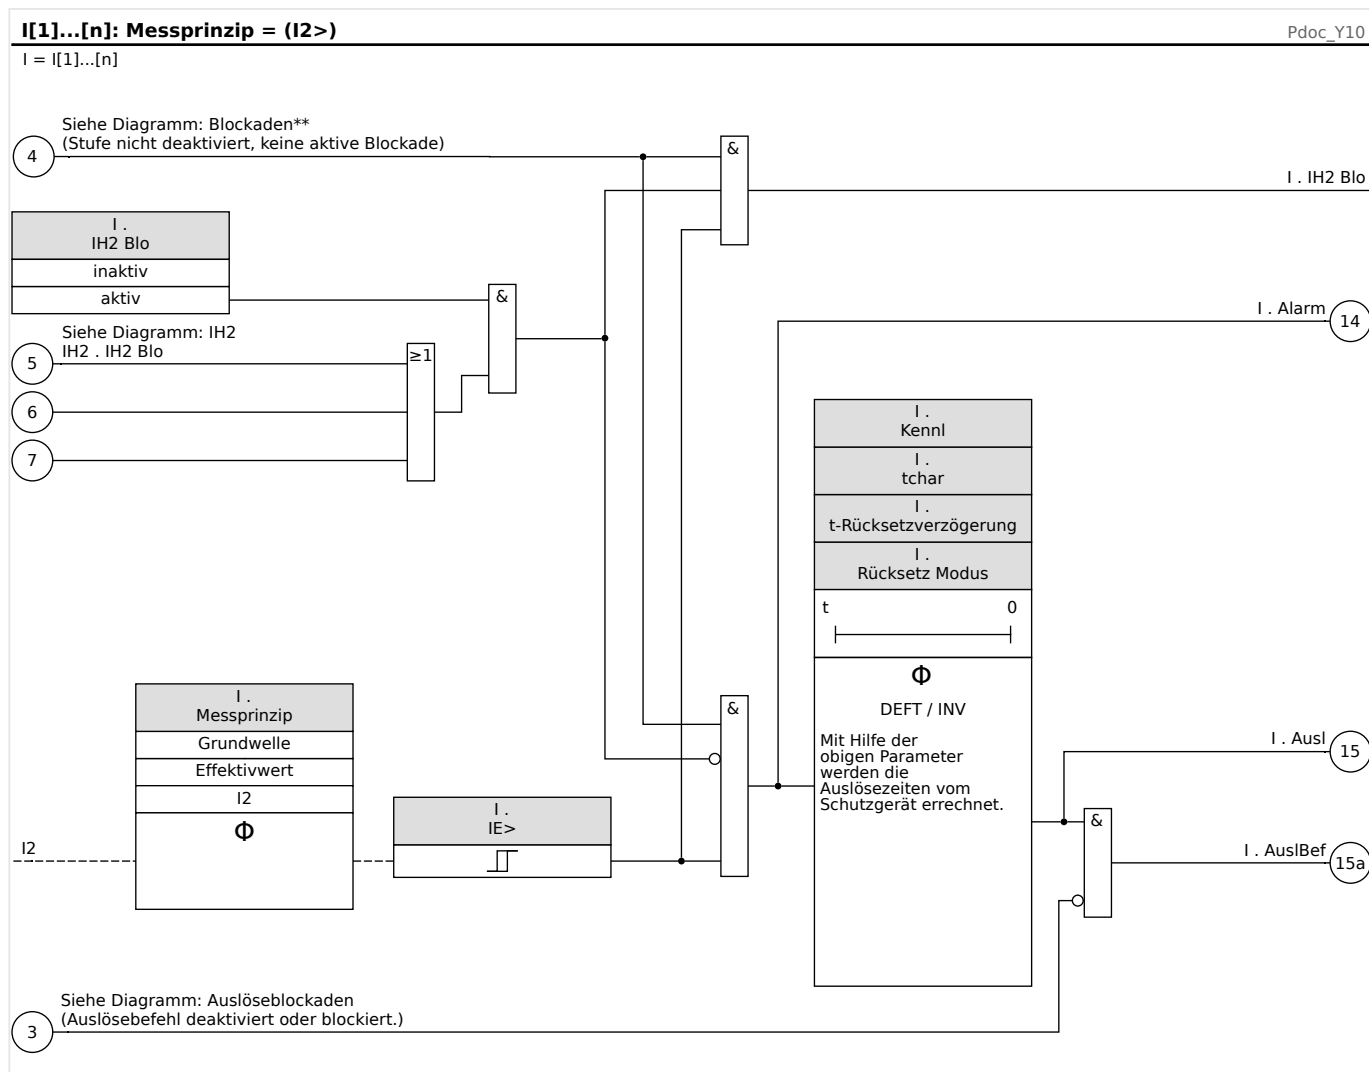 I[1]...[n]: Messprinzip = (I2>)
Pdoc_Y10
I = I[1]...[n]
Siehe Diagramm: Blockaden**
(Stufe nicht deaktiviert, keine aktive Blockade)
4
&
I . IH2 Blo
I .
IH2 Blo
inaktiv
aktiv
&
I . Alarm
14
Siehe Diagramm: IH2
IH2 . IH2 Blo
5
≥1
6
7
I .
Kennl
I .
tchar
I .
t-Rücksetzverzögerung
I .
Rücksetz Modus
t
0
Φ
DEFT / INV
Mit Hilfe der
obigen Parameter
werden die
Auslösezeiten vom
Schutzgerät errechnet.
I .
Messprinzip
Grundwelle
Effektivwert
I2
Φ
I2
I .
IE>
&
I . Ausl
15
&
I . AuslBef
15a
Siehe Diagramm: Auslöseblockaden
(Auslösebefehl deaktiviert oder blockiert.)
3